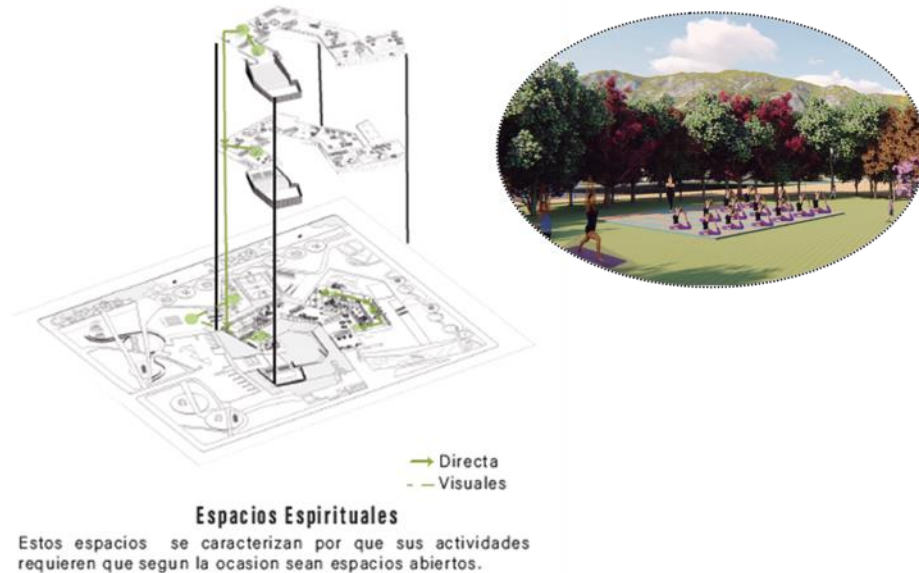 Directa
Visuales
Espacios Espirituales
Estos espacios se caracterizan por que sus actividades
requieren que segun la ocasion sean espacios abiertos.